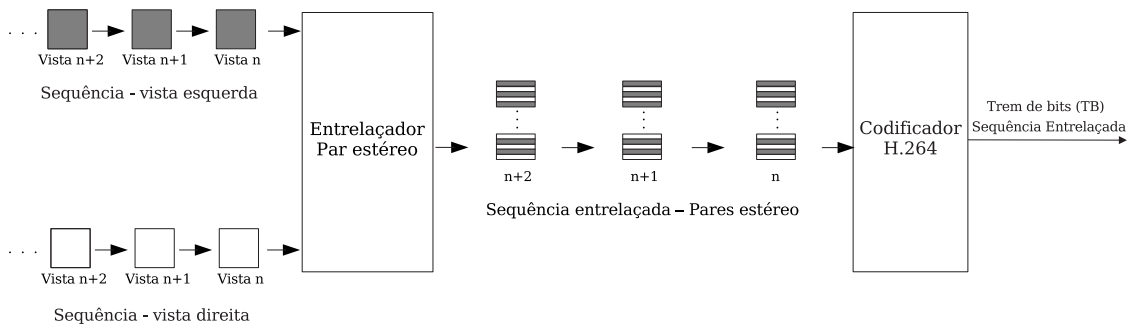 . . .
Vista n+2 Vista n+1 Vista n
Sequência - vista esquerda
Entrelaçador
Par estéreo
n+2 n+1 n
Sequência entrelaçada – Pares estéreo
Codificador
H.264
Trem de bits (TB)
Sequência Entrelaçada
. . .
Vista n+2 Vista n+1 Vista n
Sequência - vista direita